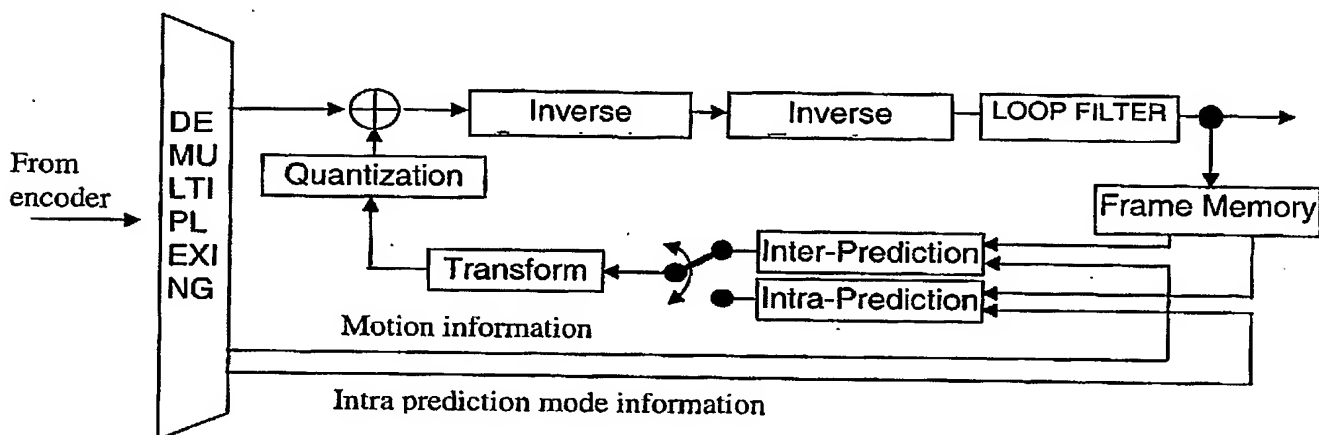 DE
MU
LTI
PL
EXI
NG
From
encoder
Inverse
Inverse
LOOP FILTER
Quantization
Frame Memory
Transform
Inter-Prediction
Intra-Prediction
Motion information
Intra prediction mode information